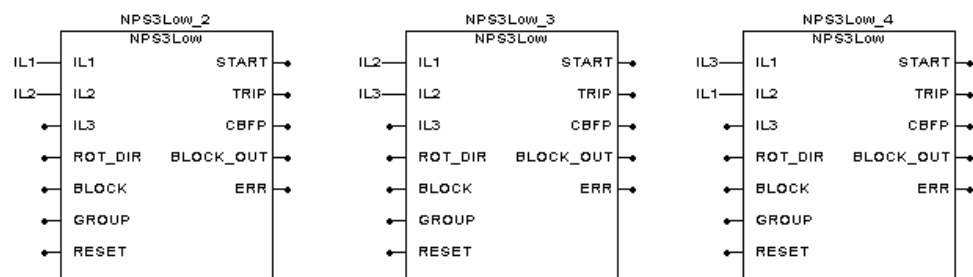 NPS3Low_2 NPS3Low_3 NPS3Low_4
NPS3Low NPS3Low NPS3Low
IL1 IL1 START IL2 IL1 START IL3 IL1 START
IL2 IL2 TRIP IL3 IL2 TRIP IL1 IL2 TRIP
IL3 CBFP IL3 CBFP IL3 CBFP
ROT_DIR BLOCK_OUT ROT_DIR BLOCK_OUT ROT_DIR BLOCK_OUT
BLOCK ERR BLOCK ERR BLOCK ERR
GROUP GROUP GROUP
RESET RESET RESET